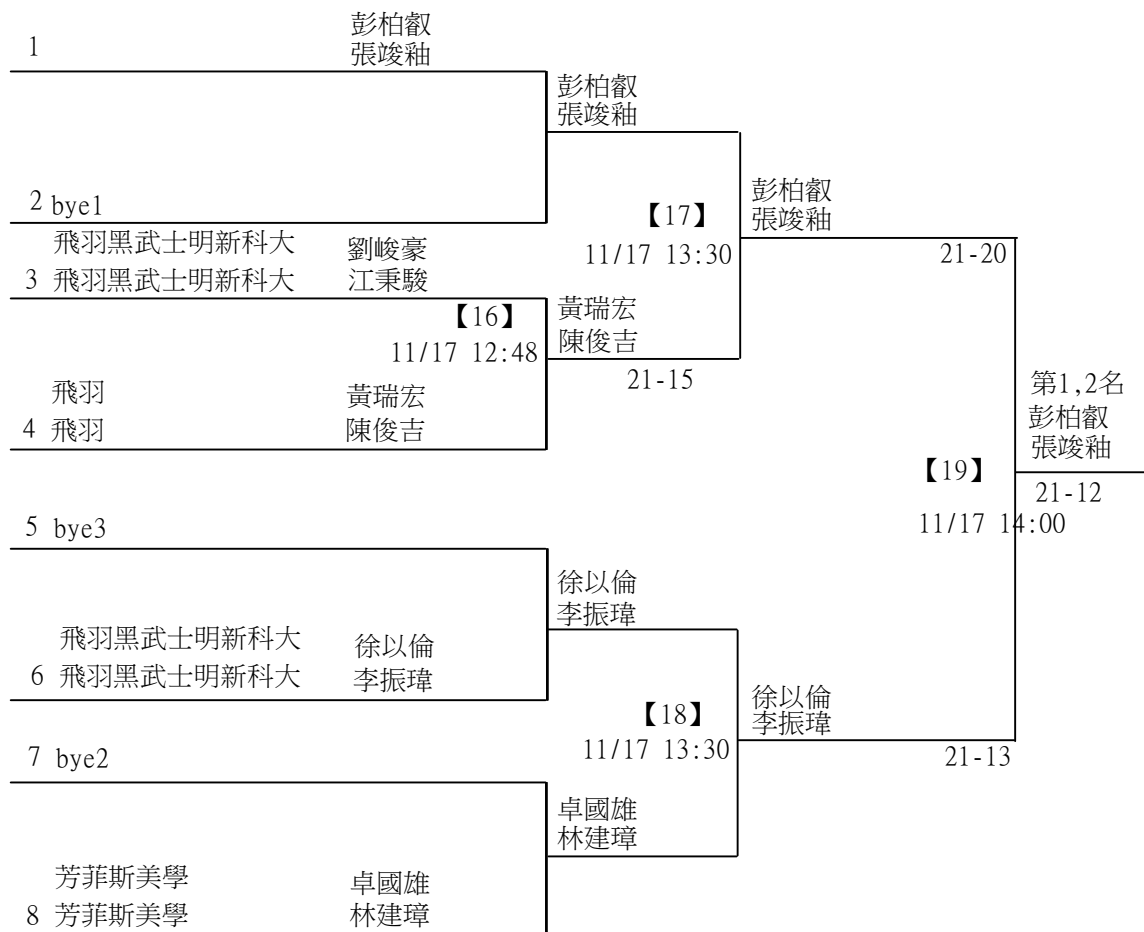 1
彭柏叡
張竣釉
彭柏叡
張竣釉
2 bye1
彭柏叡
張竣釉
【17】
11/17 13:30
21-20
飛羽黑武士明新科大 劉峻豪
3 飛羽黑武士明新科大 江秉駿
【16】
11/17 12:48
黃瑞宏
陳俊吉
21-15
飛羽 黃瑞宏
4 飛羽 陳俊吉
第1,2名
彭柏叡
張竣釉
【19】
21-12
11/17 14:00
5 bye3
徐以倫
李振瑋
飛羽黑武士明新科大 徐以倫
6 飛羽黑武士明新科大 李振瑋
【18】
11/17 13:30
徐以倫
李振瑋
21-13
7 bye2
卓國雄
林建璋
芳菲斯美學 卓國雄
8 芳菲斯美學 林建璋